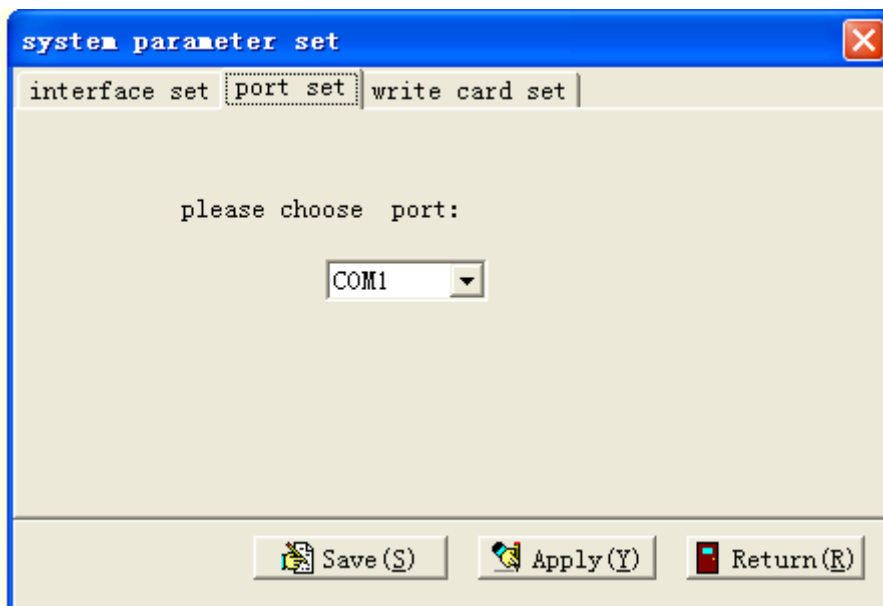 system parameter set
interface set port set write card set
please choose port:
COM1
Save(S) Apply(Y) Return(R)